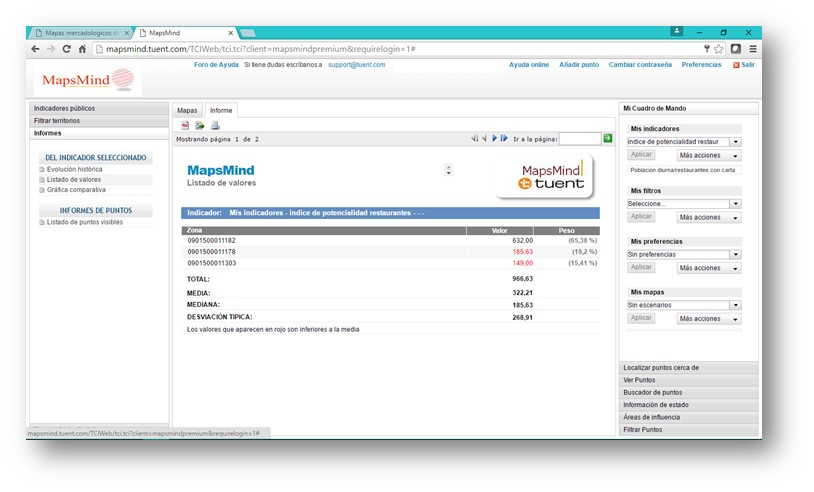 Mapas mercadologicos d
MapsMind
mapsmind.tuent.com/TCIWeb/tci.tci?client=mapsmindpremium&requirelogin=1#
MapsMind
Foro de Ayuda Si tiene dudas escríbanos a support@tuent.com
Ayuda online Añadir punto Cambiar contraseña Preferencias Salir
Indicadores públicos
Filtrar territorios
Informes
DEL INDICADOR SELECCIONADO
Evolución histórica
Listado de valores
Gráfica comparativa
INFORMES DE PUNTOS
Listado de puntos visibles
Mapas Informe
Mostrando página 1 de 2
Ir a la página:
MapsMind
Listado de valores
MapsMind
tuent
Indicador: Mis indicadores - indice de potencialidad restaurantes - - -
Zona Valor Peso
0901500011182 632,00 (65,38 %)
0901500011178 185,63 (19,2 %)
0901500011303 149,00 (15,41 %)
TOTAL: 966,63
MEDIA: 322,21
MEDIANA: 185,63
DESVIACIÓN TIPICA: 268,91
Los valores que aparecen en rojo son inferiores a la media
Mi Cuadro de Mando
Mis indicadores
indice de potencialidad restaur
Aplicar Más acciones
Poblacion diurna/restaurantes con carta
Mis filtros
Seleccione...
Aplicar Más acciones
Mis preferencias
Sin preferencias
Aplicar Más acciones
Mis mapas
Sin escenarios
Aplicar Más acciones
Localizar puntos cerca de
Ver Puntos
Buscador de puntos
Información de estado
Áreas de influencia
Filtrar Puntos
mapsmind.tuent.com/TCIWeb/tci.tci?client=mapsmindpremium&requirelogin=1#